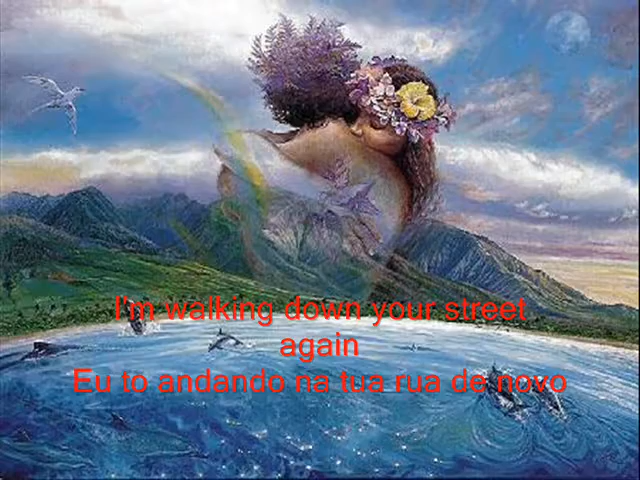 I'm walking down your street
again
Eu to andando na tua rua de novo